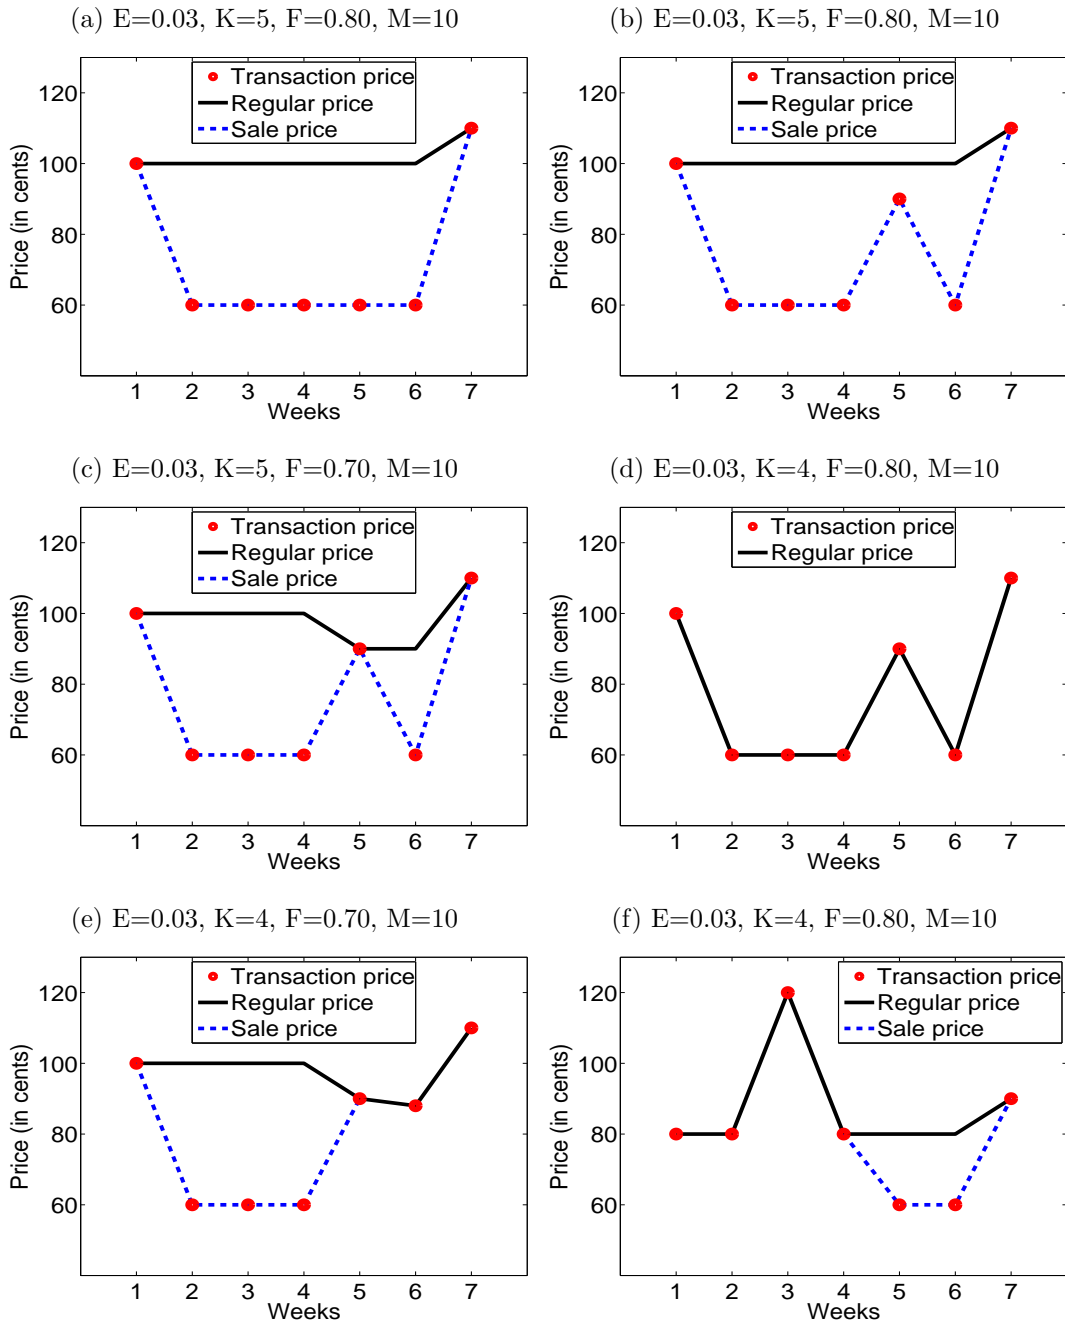 (a) E=0.03, K=5, F=0.80, M=10
Transaction price
Regular price
Sale price
120
100
80
60
Price (in cents)
1 2 3 4 5 6 7
Weeks
(b) E=0.03, K=5, F=0.80, M=10
Transaction price
Regular price
Sale price
120
100
80
60
Price (in cents)
1 2 3 4 5 6 7
Weeks
(c) E=0.03, K=5, F=0.70, M=10
Transaction price
Regular price
Sale price
120
100
80
60
Price (in cents)
1 2 3 4 5 6 7
Weeks
(d) E=0.03, K=4, F=0.80, M=10
Transaction price
Regular price
120
100
80
60
Price (in cents)
1 2 3 4 5 6 7
Weeks
(e) E=0.03, K=4, F=0.70, M=10
Transaction price
Regular price
Sale price
120
100
80
60
Price (in cents)
1 2 3 4 5 6 7
Weeks
(f) E=0.03, K=4, F=0.80, M=10
Transaction price
Regular price
Sale price
120
100
80
60
Price (in cents)
1 2 3 4 5 6 7
Weeks